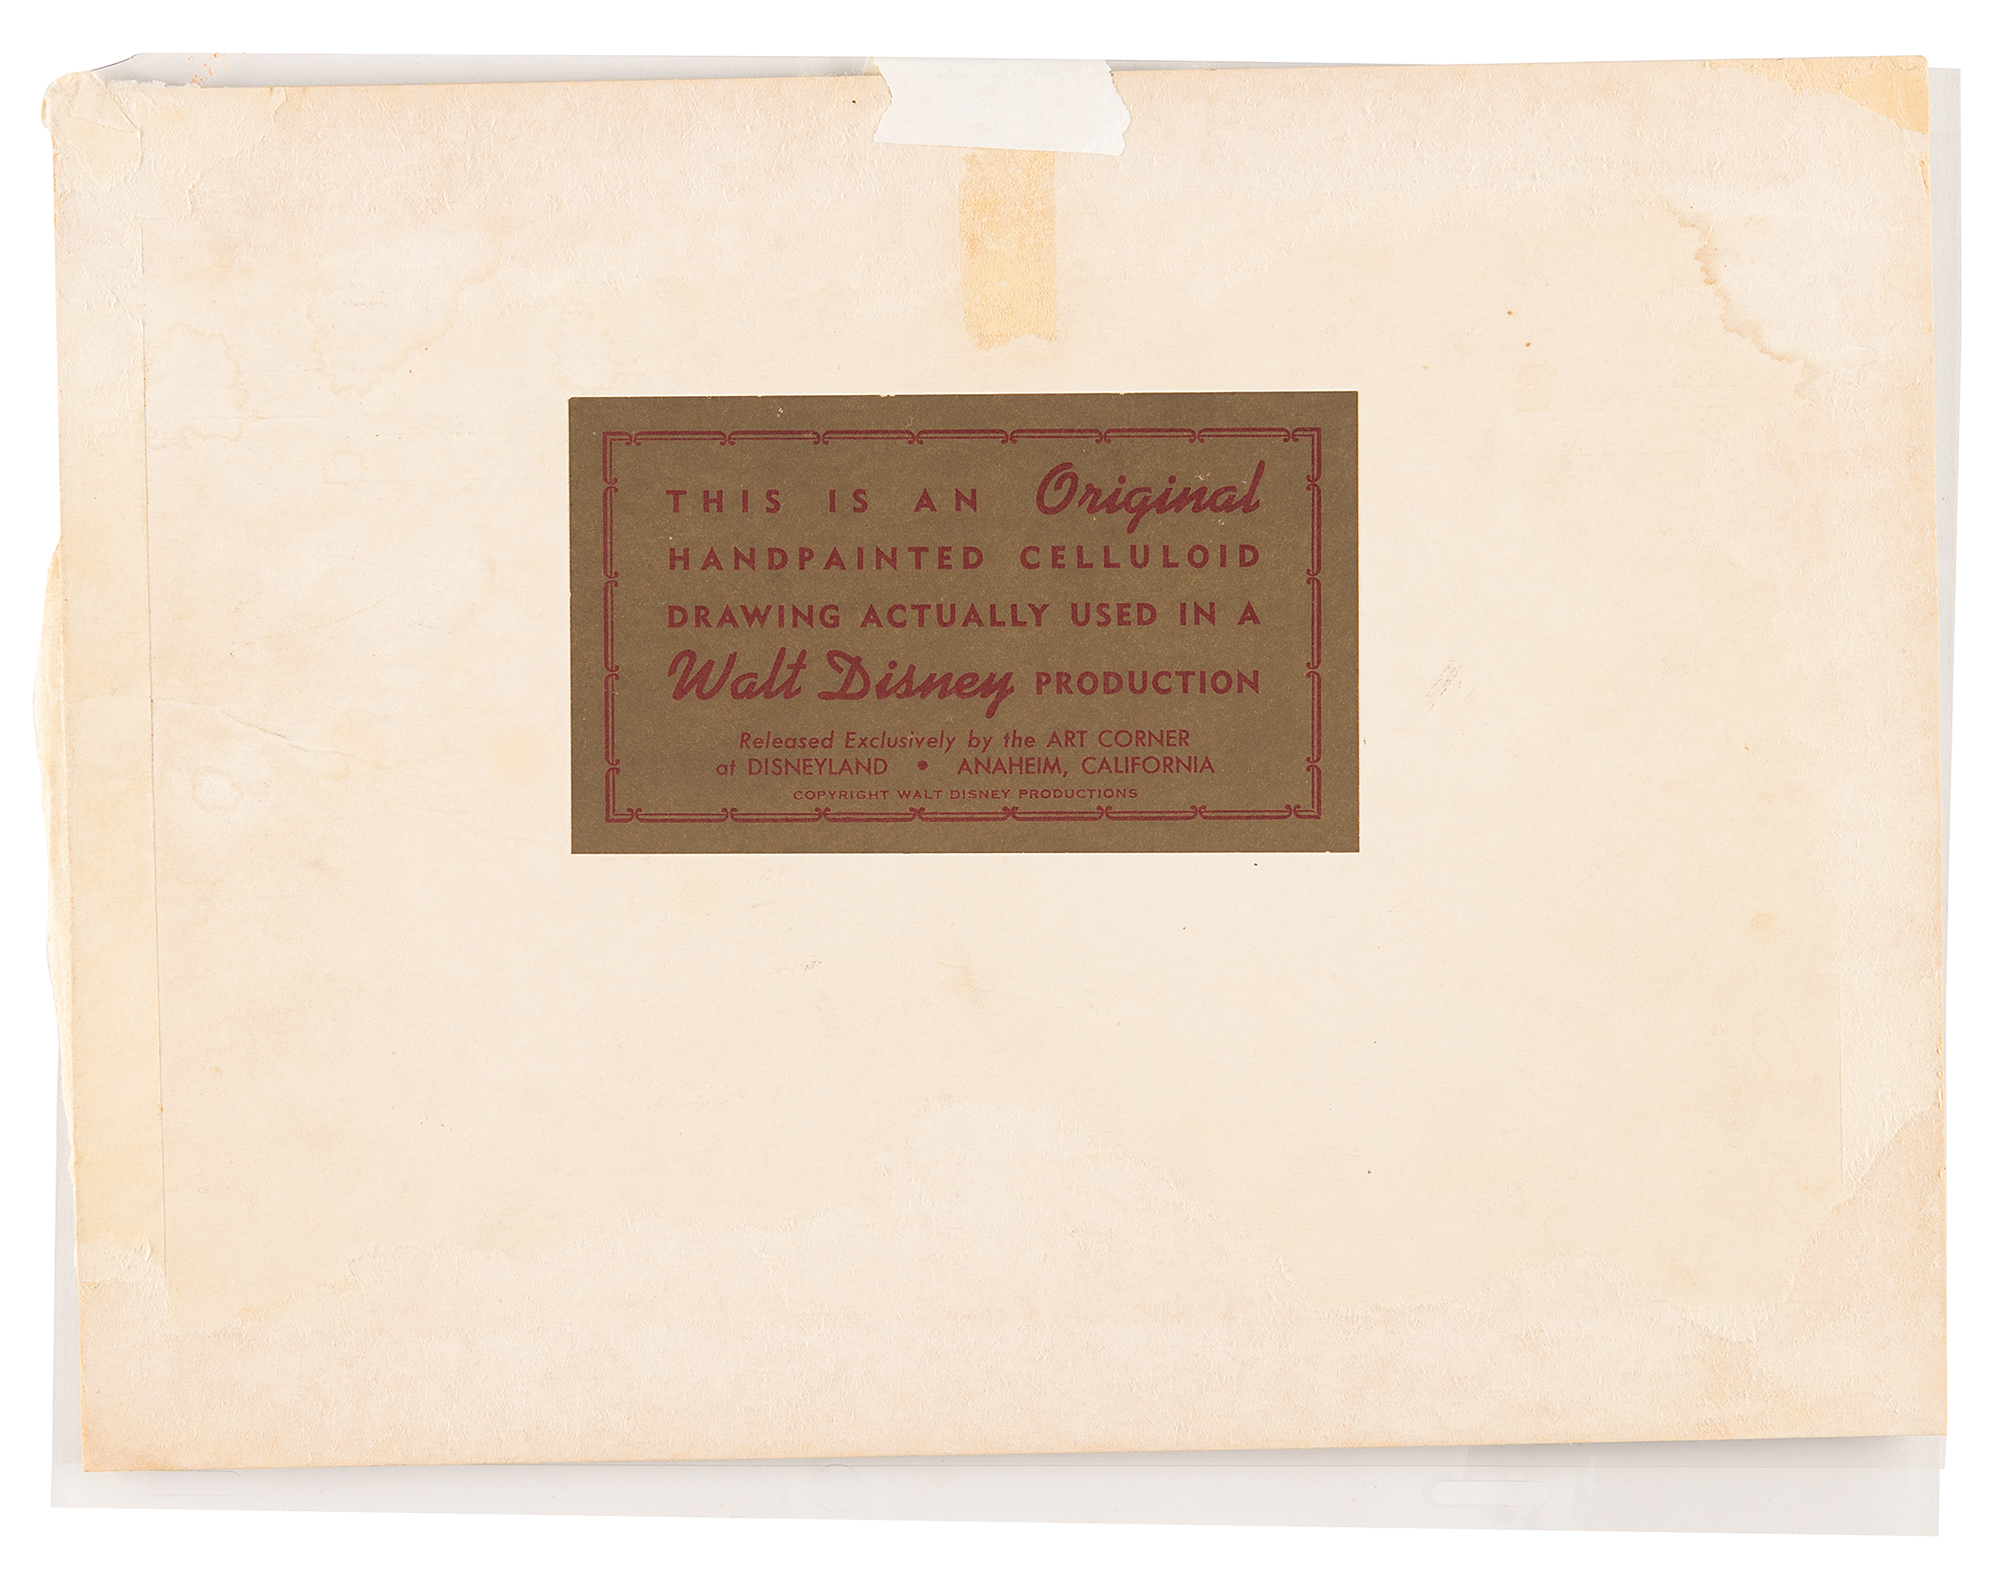 THIS IS AN Original
HANDPAINTED CELLULOID
DRAWING ACTUALLY USED IN A
Walt Disney PRODUCTION
Released Exclusively by the ART CORNER
at DISNEYLAND • ANAHEIM, CALIFORNIA
COPYRIGHT WALT DISNEY PRODUCTIONS